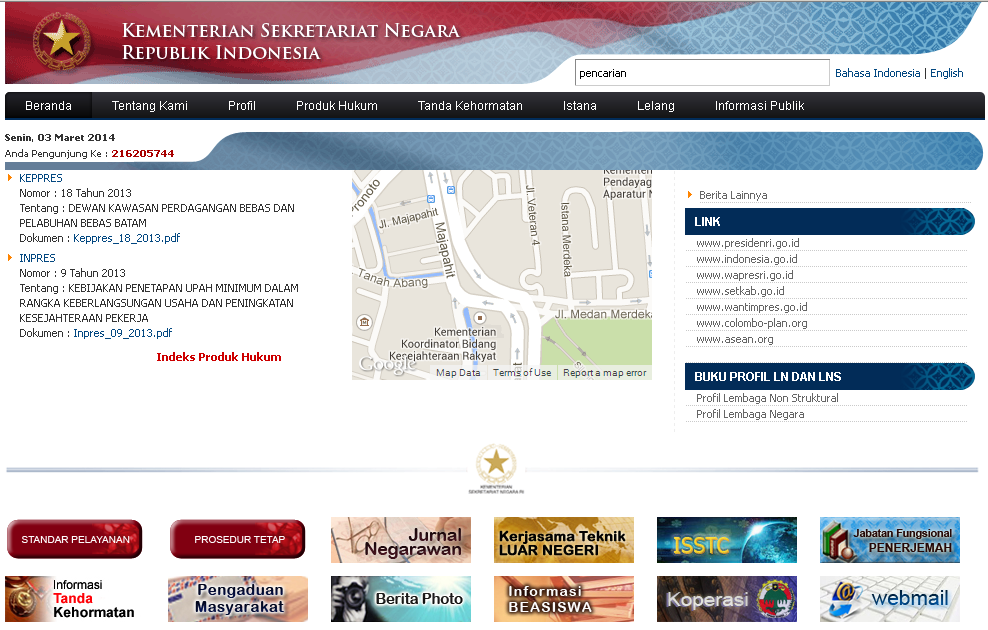 KEMENTERIAN SEKRETARIAT NEGARA
REPUBLIK INDONESIA
pencarian
Bahasa Indonesia | English
Beranda
Tentang Kami
Profil
Produk Hukum
Tanda Kehormatan
Istana
Lelang
Informasi Publik
Senin, 03 Maret 2014
Anda Pengunjung Ke : 216205744
KEPPRES
Nomor : 18 Tahun 2013
Tentang : DEWAN KAWASAN PERDAGANGAN BEBAS DAN
PELABUHAN BEBAS BATAM
Dokumen : Keppres_18_2013.pdf
INPRES
Nomor : 9 Tahun 2013
Tentang : KEBIJAKAN PENETAPAN UPAH MINIMUM DALAM
RANGKA KEBERLANGSUNGAN USAHA DAN PENINGKATAN
KESEJAHTERAAN PEKERJA
Dokumen : Inpres_09_2013.pdf
Indeks Produk Hukum
Kementerian
Pendayag
Aparatur N
Jl. Majapahit
Majapahit
Jl. Veteran 4
Istana Merdeka
Tanah Abang
Jl. Medan Merdeka
Kementerian
Koordinator Bidang
Kesejahteraan Rakyat
Google
Map Data
Terms of Use
Report a map error
Berita Lainnya
LINK
www.presidenri.go.id
www.indonesia.go.id
www.wapresri.go.id
www.setkab.go.id
www.wantimpres.go.id
www.colombo-plan.org
www.asean.org
BUKU PROFIL LN DAN LNS
Profil Lembaga Non Struktural
Profil Lembaga Negara
KEMENTERIAN
SEKRETARIAT NEGARA RI
STANDAR PELAYANAN
PROSEDUR TETAP
Jurnal
Negarawan
Kerjasama Teknik
LUAR NEGERI
ISSTC
Jabatan Fungsional
PENERJEMAH
Informasi
Tanda
Kehormatan
Pengaduan
Masyarakat
Berita Photo
Informasi
BEASISWA
Koperasi
webmail